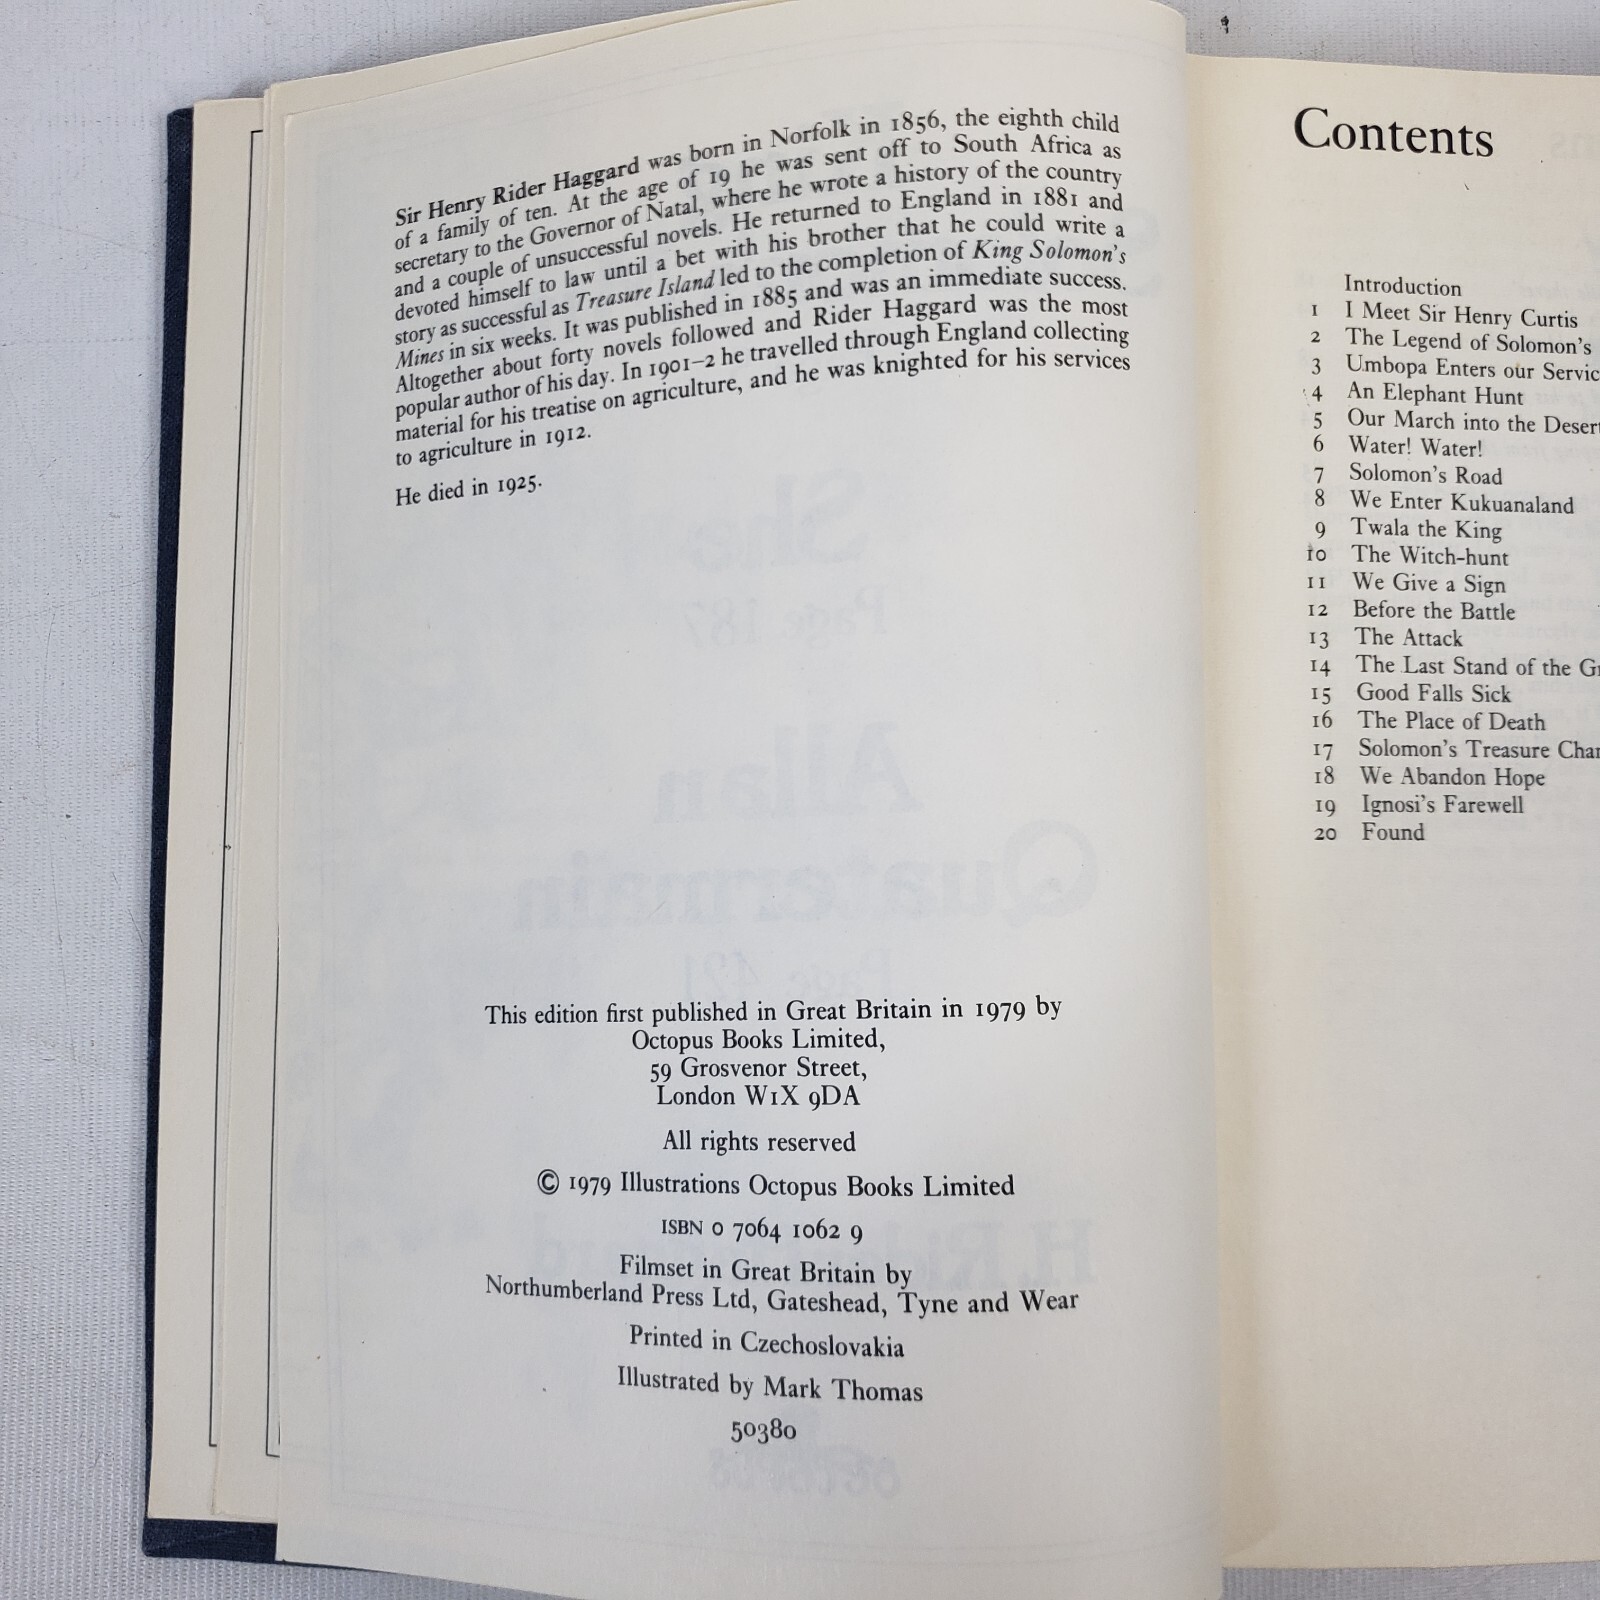 Sir Henry Rider Haggard was born in Norfolk in 1856, the eighth child
of a family of ten. At the age of 19 he was sent off to South Africa as
secretary to the Governor of Natal, where he wrote a history of the country
and a couple of unsuccessful novels. He returned to England in 1881 and
devoted himself to law until a bet with his brother that he could write a
story as successful as Treasure Island led to the completion of King Solomon's
Mines in six weeks. It was published in 1885 and was an immediate success.
Altogether about forty novels followed and Rider Haggard was the most
popular author of his day. In 1901–2 he travelled through England collecting
material for his treatise on agriculture, and he was knighted for his services
to agriculture in 1912.
He died in 1925.
This edition first published in Great Britain in 1979 by
Octopus Books Limited,
59 Grosvenor Street,
London W1X 9DA
All rights reserved
© 1979 Illustrations Octopus Books Limited
ISBN 0 7064 1062 9
Filmset in Great Britain by
Northumberland Press Ltd, Gateshead, Tyne and Wear
Printed in Czechoslovakia
Illustrated by Mark Thomas
50380
Contents
Introduction
1 I Meet Sir Henry Curtis
2 The Legend of Solomon's
3 Umbopa Enters our
4 An Elephant Hunt
5 Our March into the Desert
6 Water! Water!
7 Solomon's Road
8 We Enter Kukuanaland
9 Twala the King
10 The Witch-hunt
11 We Give a Sign
12 Before the Battle
13 The Attack
14 The Last Stand of the
15 Good Falls Sick
16 The Place of Death
17 Solomon's Treasure
18 We Abandon Hope
19 Ignosi's Farewell
20 Found